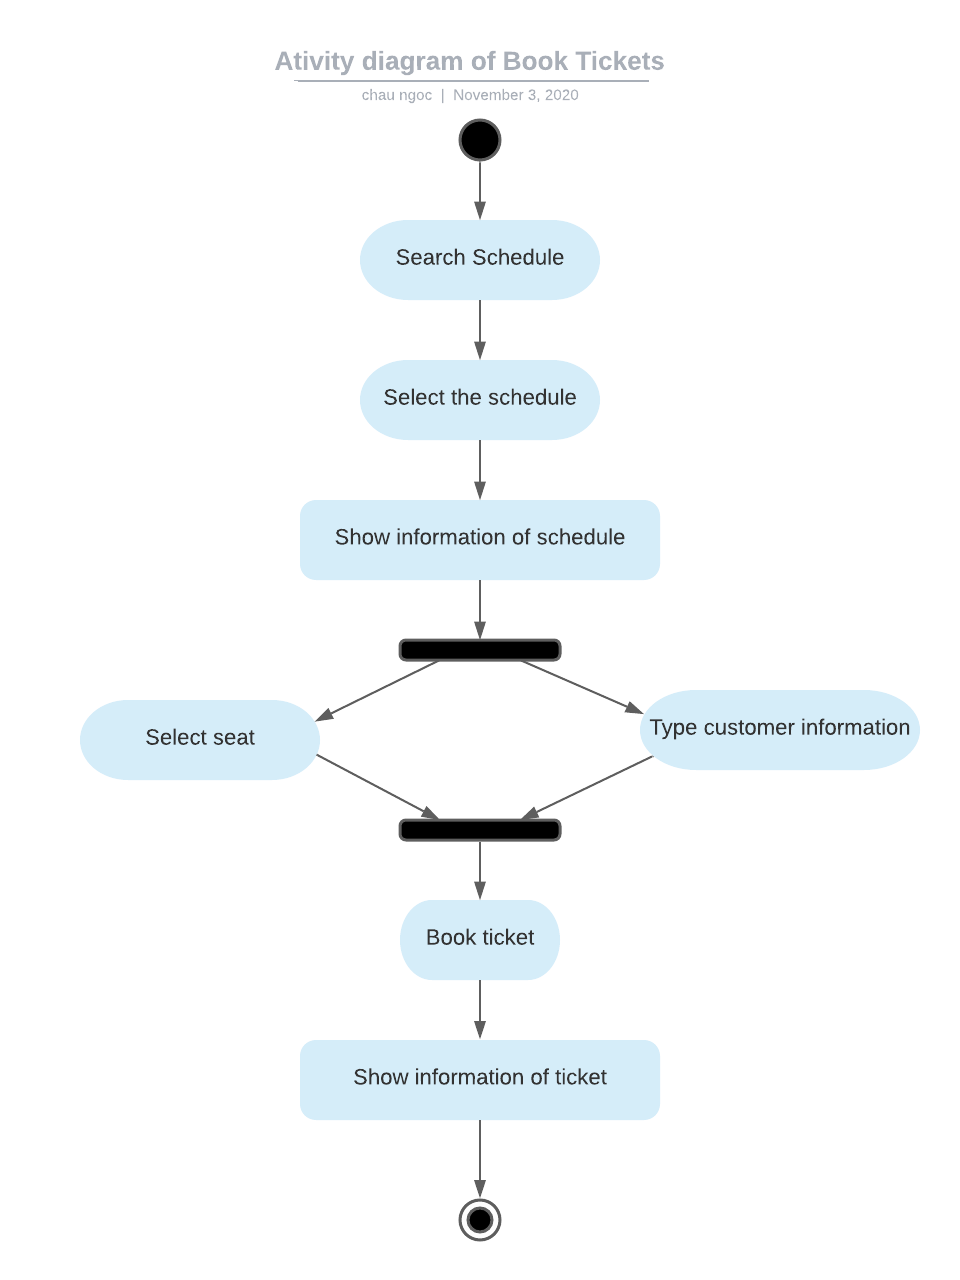 Ativity diagram of Book Tickets
chau ngoc | November 3, 2020
Search Schedule
Select the schedule
Show information of schedule
Select seat
Type customer information
Book ticket
Show information of ticket